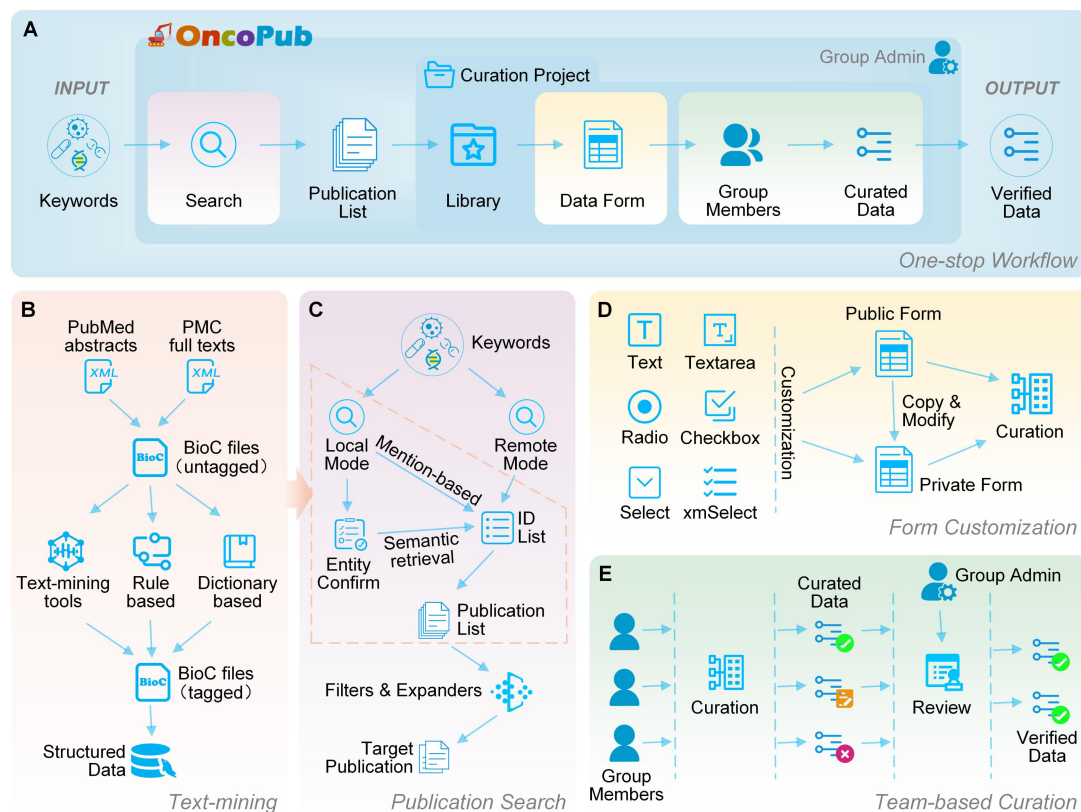 A
OncoPub
Group Admin
Curation Project
INPUT
OUTPUT
Keywords
Search
Publication
List
Library
Data Form
Group
Members
Curated
Data
Verified
Data
One-stop Workflow
B
PubMed
abstracts
PMC
full texts
XML
XML
BioC
BioC files
（untagged）
Text-mining
tools
Rule
based
Dictionary
based
BioC
BioC files
（tagged）
Structured
Data
Text-mining
C
Keywords
Local
Mode
Remote
Mode
Mention-based
Entity
Confirm
Semantic
retrieval
ID
List
Publication
List
Filters & Expanders
Target
Publication
Publication Search
D
T
Text
T
Textarea
Radio
Checkbox
Select
xmSelect
Customization
Public Form
Copy &
Modify
Private Form
Curation
Form Customization
E
Group
Members
Curation
Curated
Data
Group Admin
Review
Verified
Data
Team-based Curation